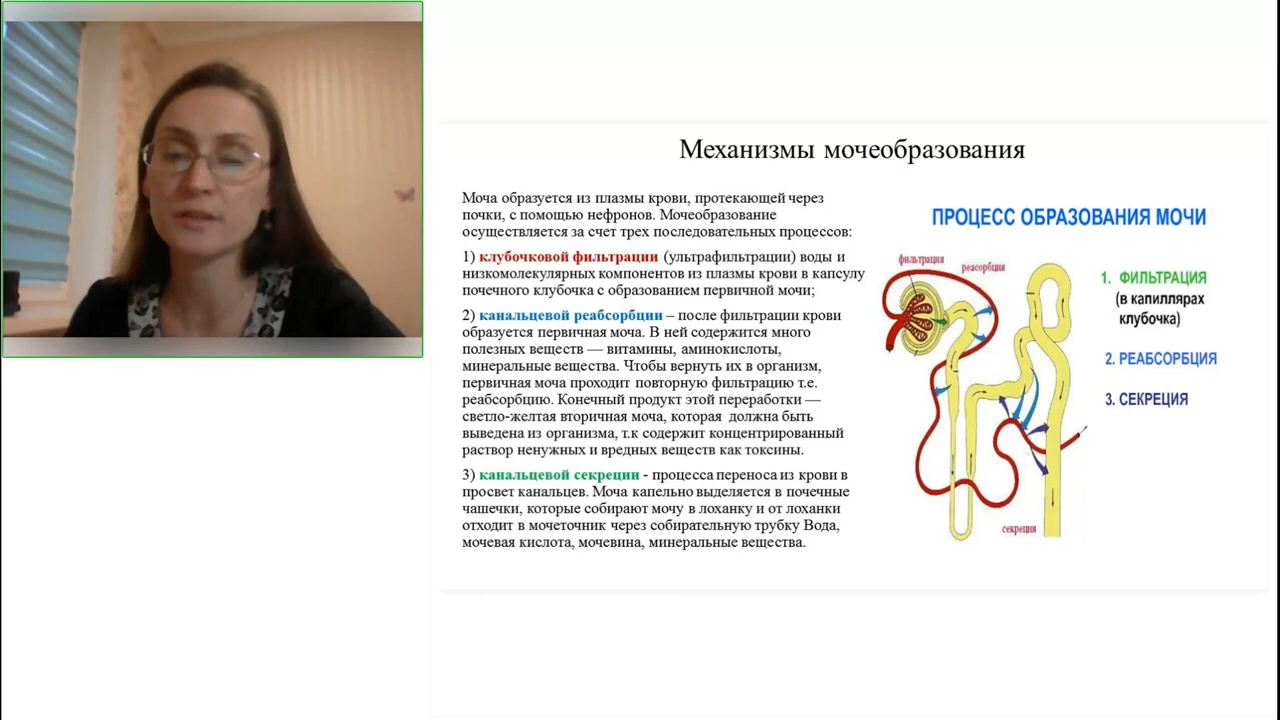 Механизмы мочеобразования
Моча образуется из плазмы крови, протекающей через
почки, с помощью нефронов. Мочеобразование
осуществляется за счет трех последовательных процессов:
1) клубочковой фильтрации (ультрафильтрации) воды и
низкомолекулярных компонентов из плазмы крови в капсулу
почечного клубочка с образованием первичной мочи;
2) канальцевой реабсорбции – после фильтрации крови
образуется первичная моча. В ней содержится много
полезных веществ — витамины, аминокислоты,
минеральные вещества. Чтобы вернуть их в организм,
первичная моча проходит повторную фильтрацию т.е.
реабсорбцию. Конечный продукт этой переработки —
светло-желтая вторичная моча, которая должна быть
выведена из организма, т.к содержит концентрированный
раствор ненужных и вредных веществ как токсины.
3) канальцевой секреции - процесса переноса из крови в
просвет канальцев. Моча капельно выделяется в почечные
чашечки, которые собирают мочу в лоханку и от лоханки
отходит в мочеточник через собирательную трубку Вода,
мочевая кислота, мочевина, минеральные вещества.
ПРОЦЕСС ОБРАЗОВАНИЯ МОЧИ
фильтрация
реасорбция
1. ФИЛЬТРАЦИЯ
(в капиллярах
клубочка)
2. РЕАБСОРБЦИЯ
3. СЕКРЕЦИЯ
секреция